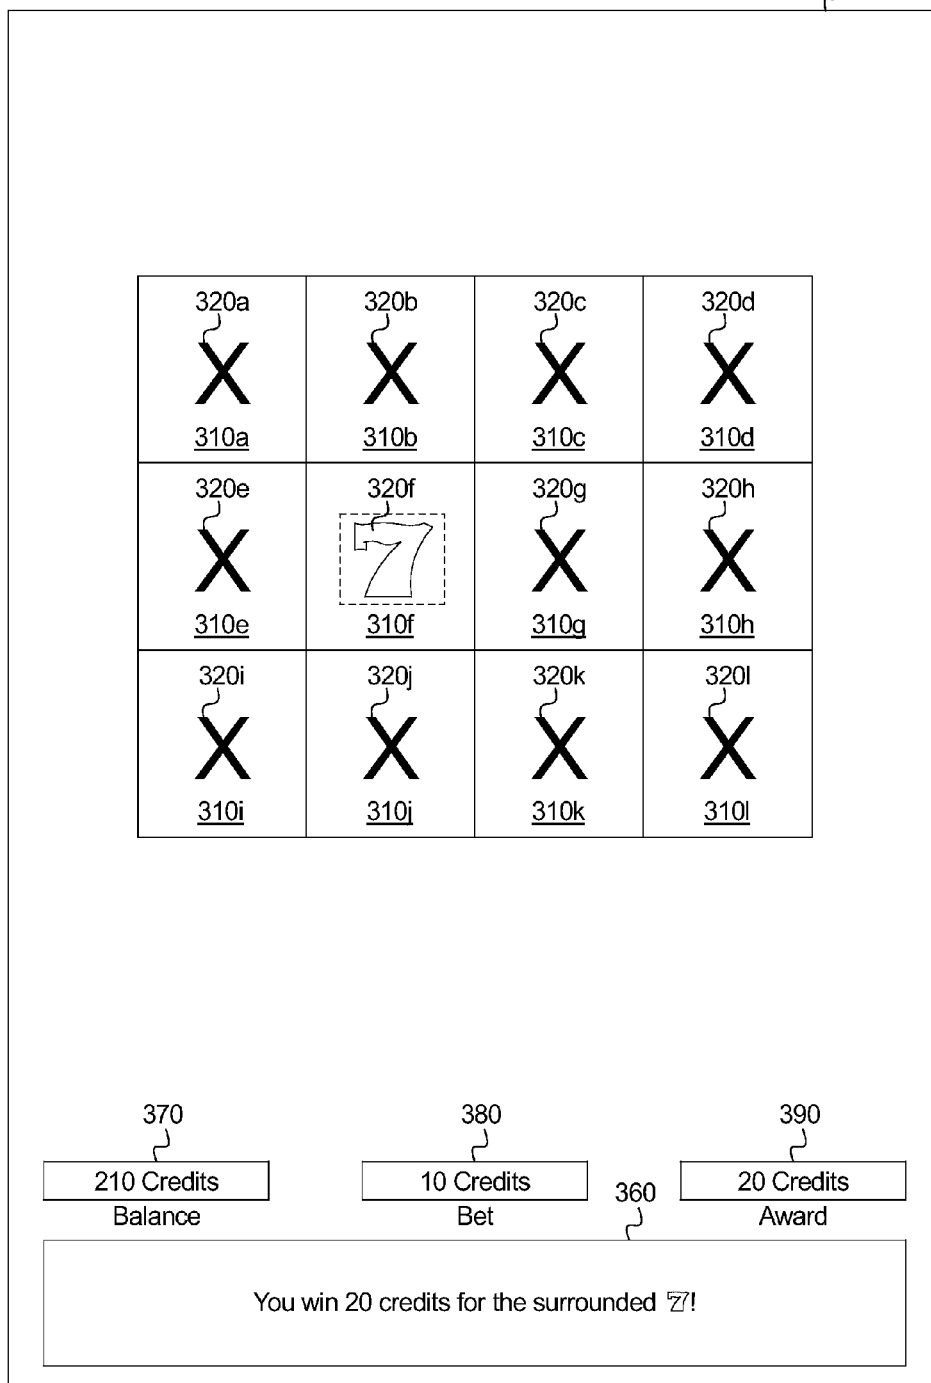 320a 320b 320c 320d
X X X X
310a 310b 310c 310d
320e 320f 320g 320h
X 7 X X
310e 310f 310g 310h
320i 320j 320k 320l
X X X X
310i 310j 310k 310l
370 380 390
210 Credits 10 Credits 20 Credits
360
Balance Bet Award
You win 20 credits for the surrounded 7!